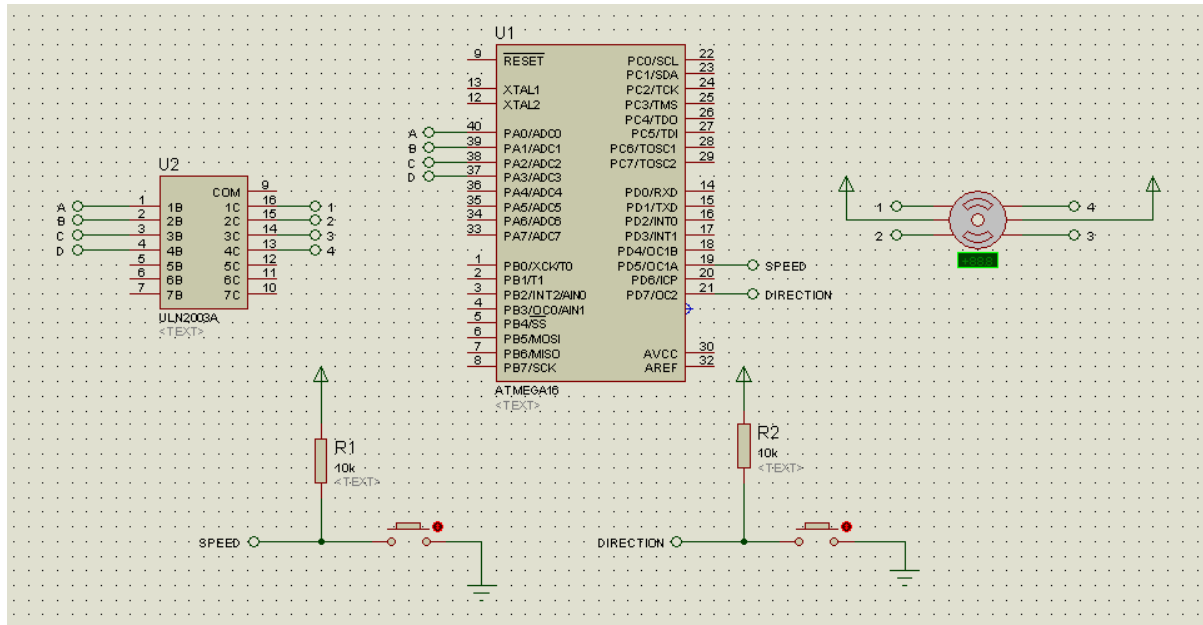 U1
9 RESET PC0/SCL 22
PC1/SDA 23
13 XTAL1 PC2/TCK 24
12 XTAL2 PC3/TMS 25
PC4/TDO 26
A 40 PA0/ADC0 PC5/TDI 27
B 39 PA1/ADC1 PC6/TOSC1 28
C 38 PA2/ADC2 PC7/TOSC2 29
D 37 PA3/ADC3
36 PA4/ADC4 PD0/RXD 14
35 PA5/ADC5 PD1/TXD 15
34 PA6/ADC6 PD2/INT0 16
33 PA7/ADC7 PD3/INT1 17
PD4/OC1B 18
1 PB0/XCK/T0 PD5/OC1A 19 SPEED
2 PB1/T1 PD6/ICP 20
3 PB2/INT2/AIN0 PD7/OC2 21 DIRECTION
4 PB3/OC0/AIN1
5 PB4/SS
6 PB5/MOSI
7 PB6/MISO AVCC 30
8 PB7/SCK AREF 32
ATMEGA16
<TEXT>
U2
COM 9
A 1 1B 1C 16 1
B 2 2B 2C 15 2
C 3 3B 3C 14 3
D 4 4B 4C 13 4
5 5B 5C 12
6 6B 6C 11
7 7B 7C 10
ULN2003A
<TEXT>
1 4
2 3
+888
R1
10k
<TEXT>
SPEED
R2
10k
<TEXT>
DIRECTION